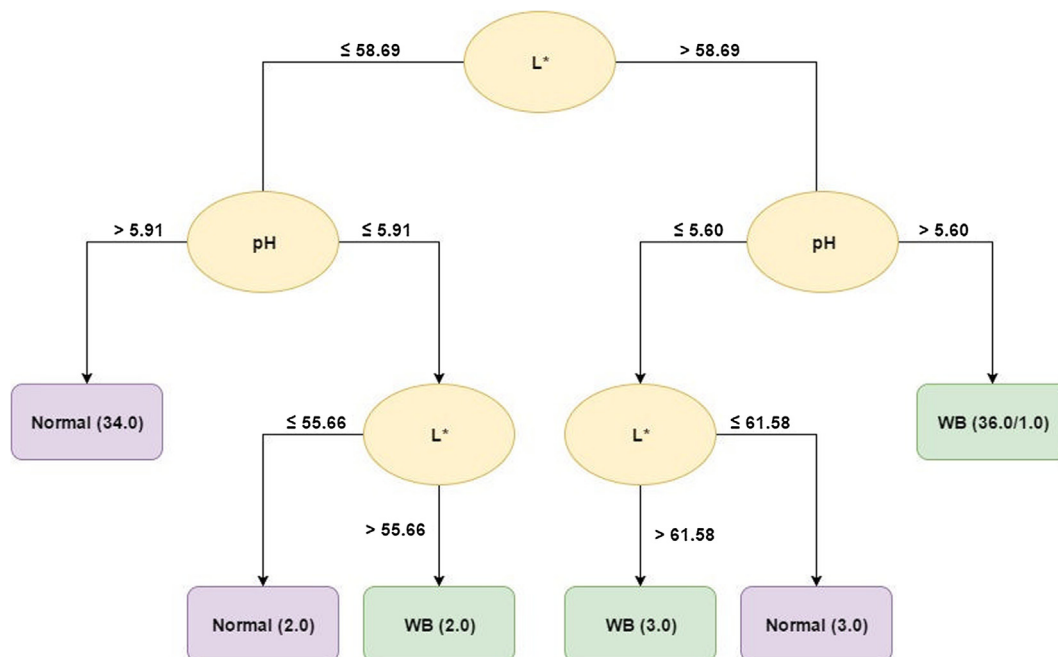 ≤ 58.69
L*
> 58.69
> 5.91
pH
≤ 5.91
≤ 5.60
pH
> 5.60
Normal (34.0)
≤ 55.66
L*
L*
≤ 61.58
WB (36.0/1.0)
> 55.66
> 61.58
Normal (2.0)
WB (2.0)
WB (3.0)
Normal (3.0)